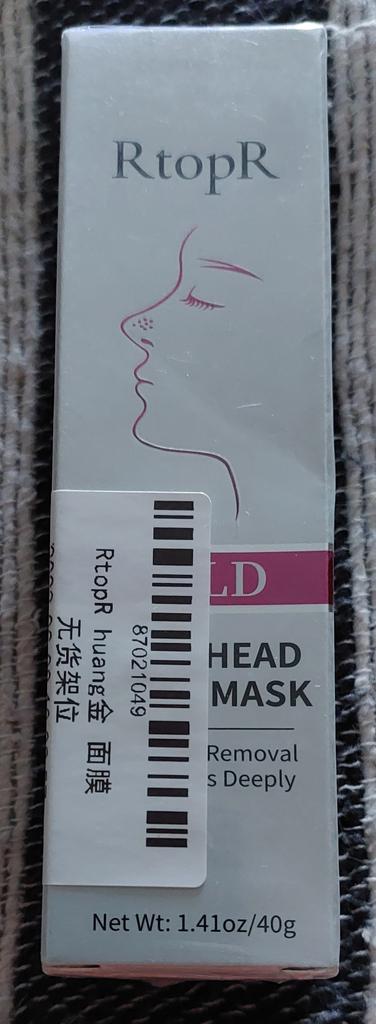 RtopR
LD
HEAD
MASK
Removal
s Deeply
Net Wt: 1.41oz/40g
87021049
RtopR huang金 面膜
无货架位